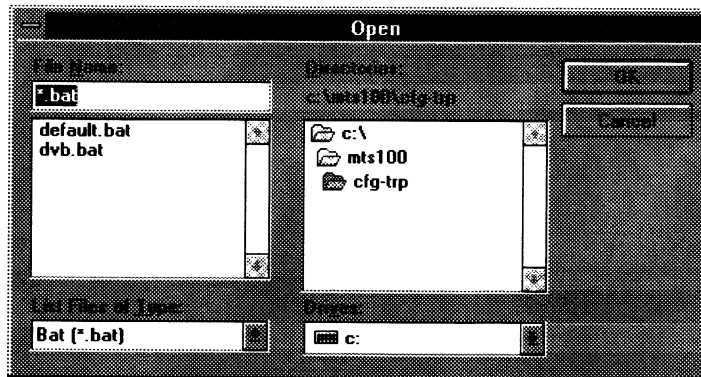 Open
File Name:
*.bat
default.bat
dvb.bat
List Files of Type:
Bat (*.bat)
Directories:
c:\mts100\cfg-trp
c:\
mts100
cfg-trp
Drives:
c:
OK
Cancel